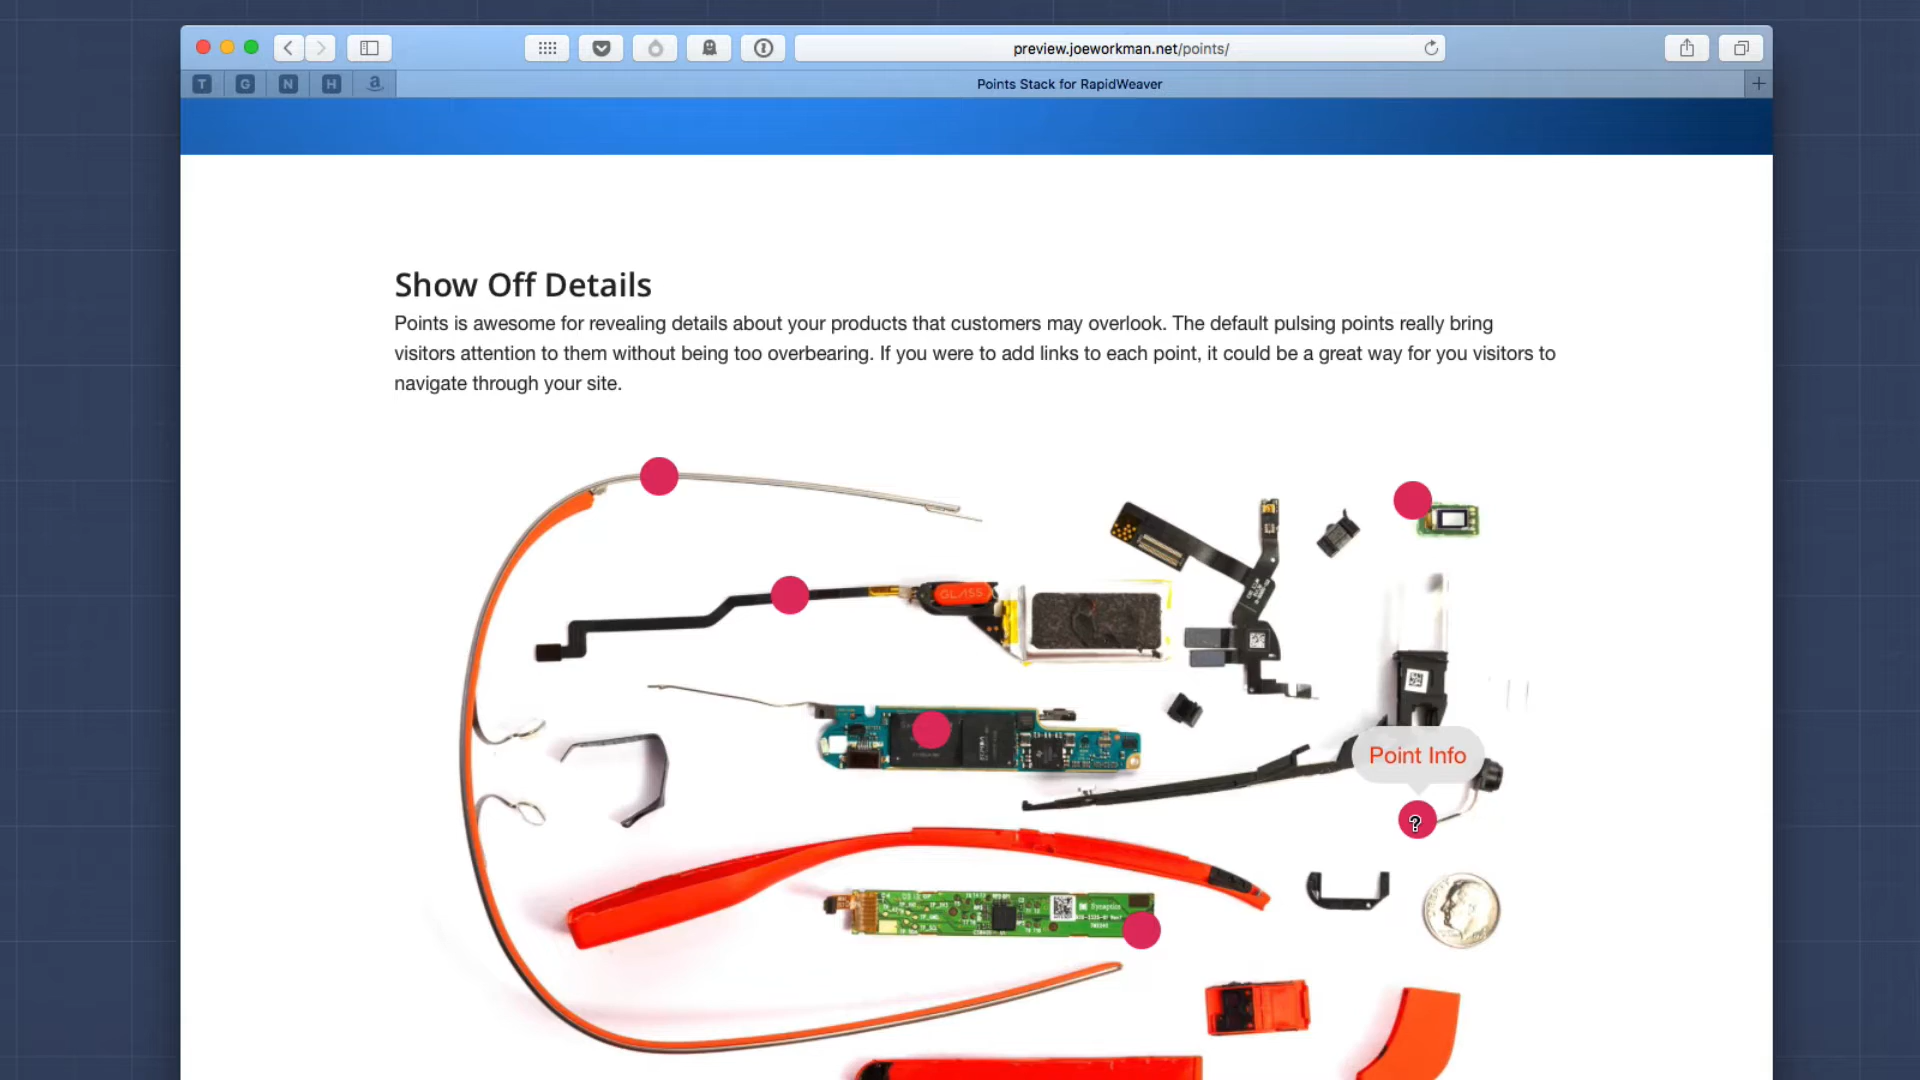 preview.joeworkman.net/points/
T G N H a
Points Stack for RapidWeaver
Show Off Details
Points is awesome for revealing details about your products that customers may overlook. The default pulsing points really bring
visitors attention to them without being too overbearing. If you were to add links to each point, it could be a great way for you visitors to
navigate through your site.
GLASS
Point Info
?
Synaptics